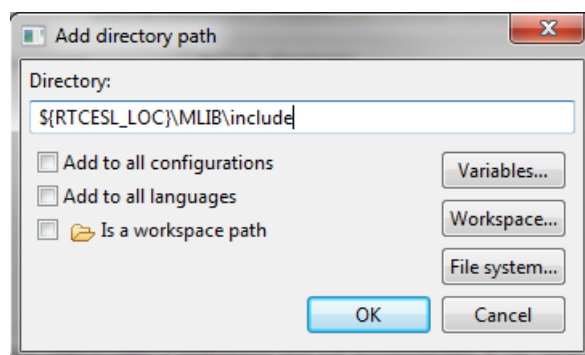 Add directory path
Directory:
${RTCESL_LOC}\MLIB\include
Add to all configurations
Variables...
Add to all languages
Workspace...
Is a workspace path
File system...
OK
Cancel